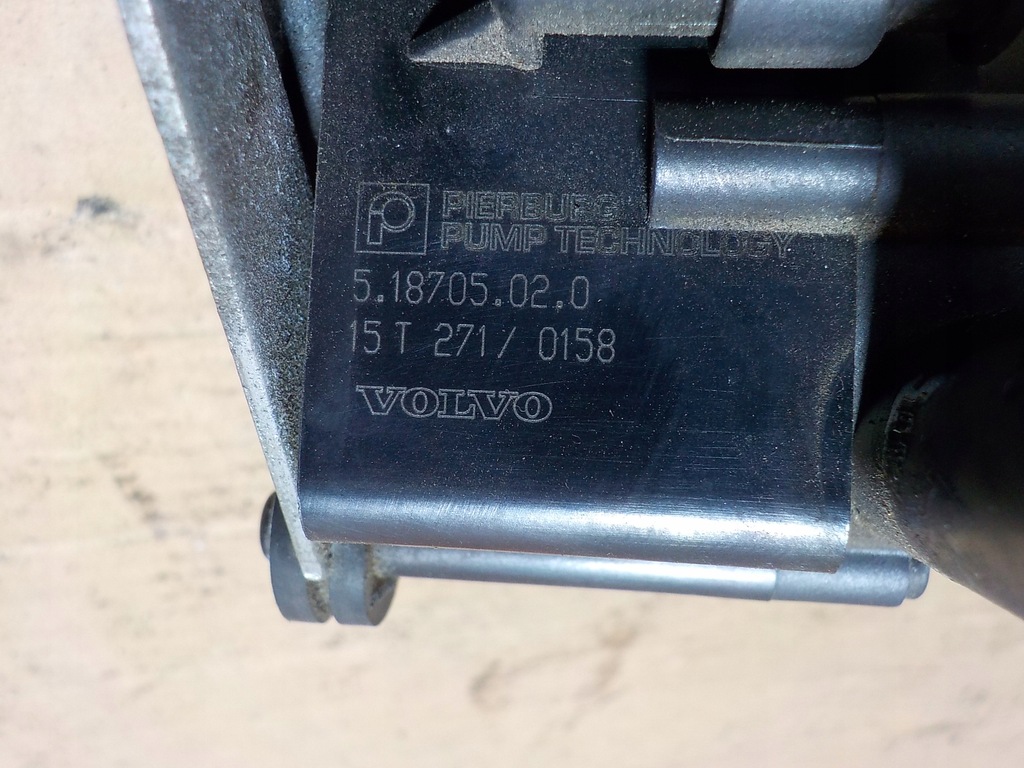 PIERBURG
PUMP TECHNOLOGY
5.18705.02.0
15 T 271/ 0158
VOLVO